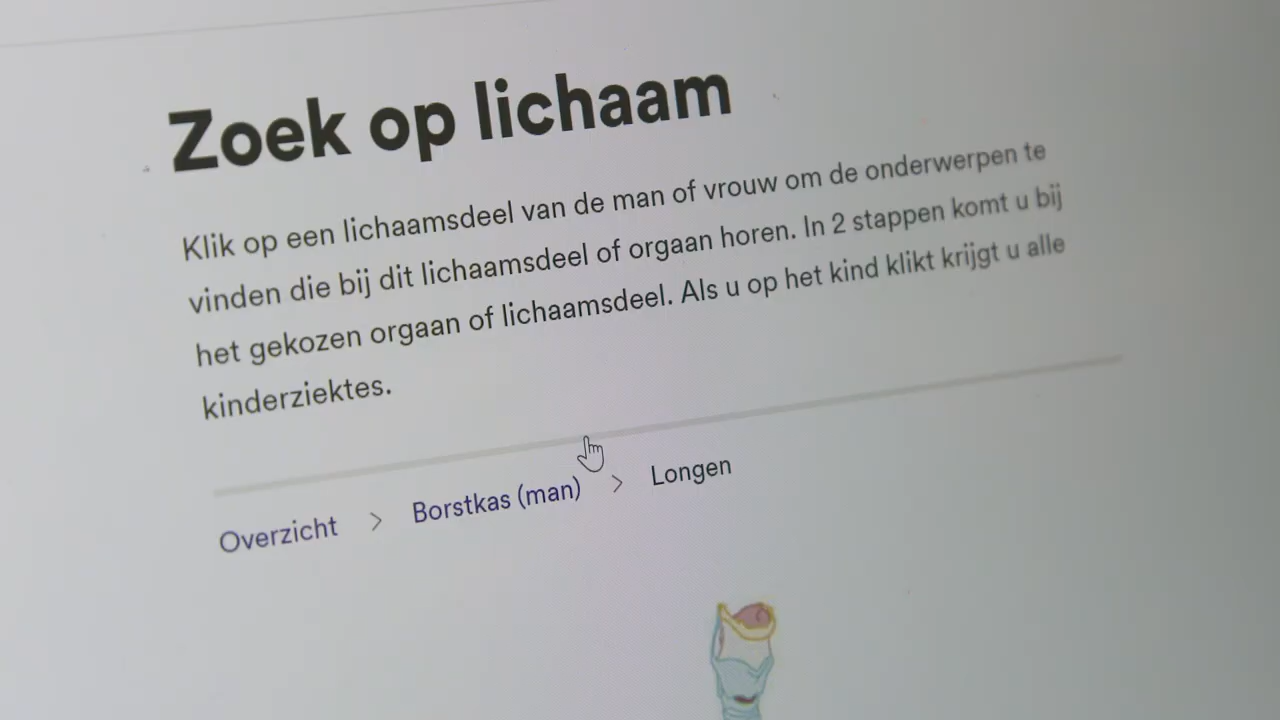 Zoek op lichaam
Klik op een lichaamsdeel van de man of vrouw om de onderwerpen te
vinden die bij dit lichaamsdeel of orgaan horen. In 2 stappen komt u bij
het gekozen orgaan of lichaamsdeel. Als u op het kind klikt krijgt u alle
kinderziektes.
Overzicht > Borstkas (man) > Longen